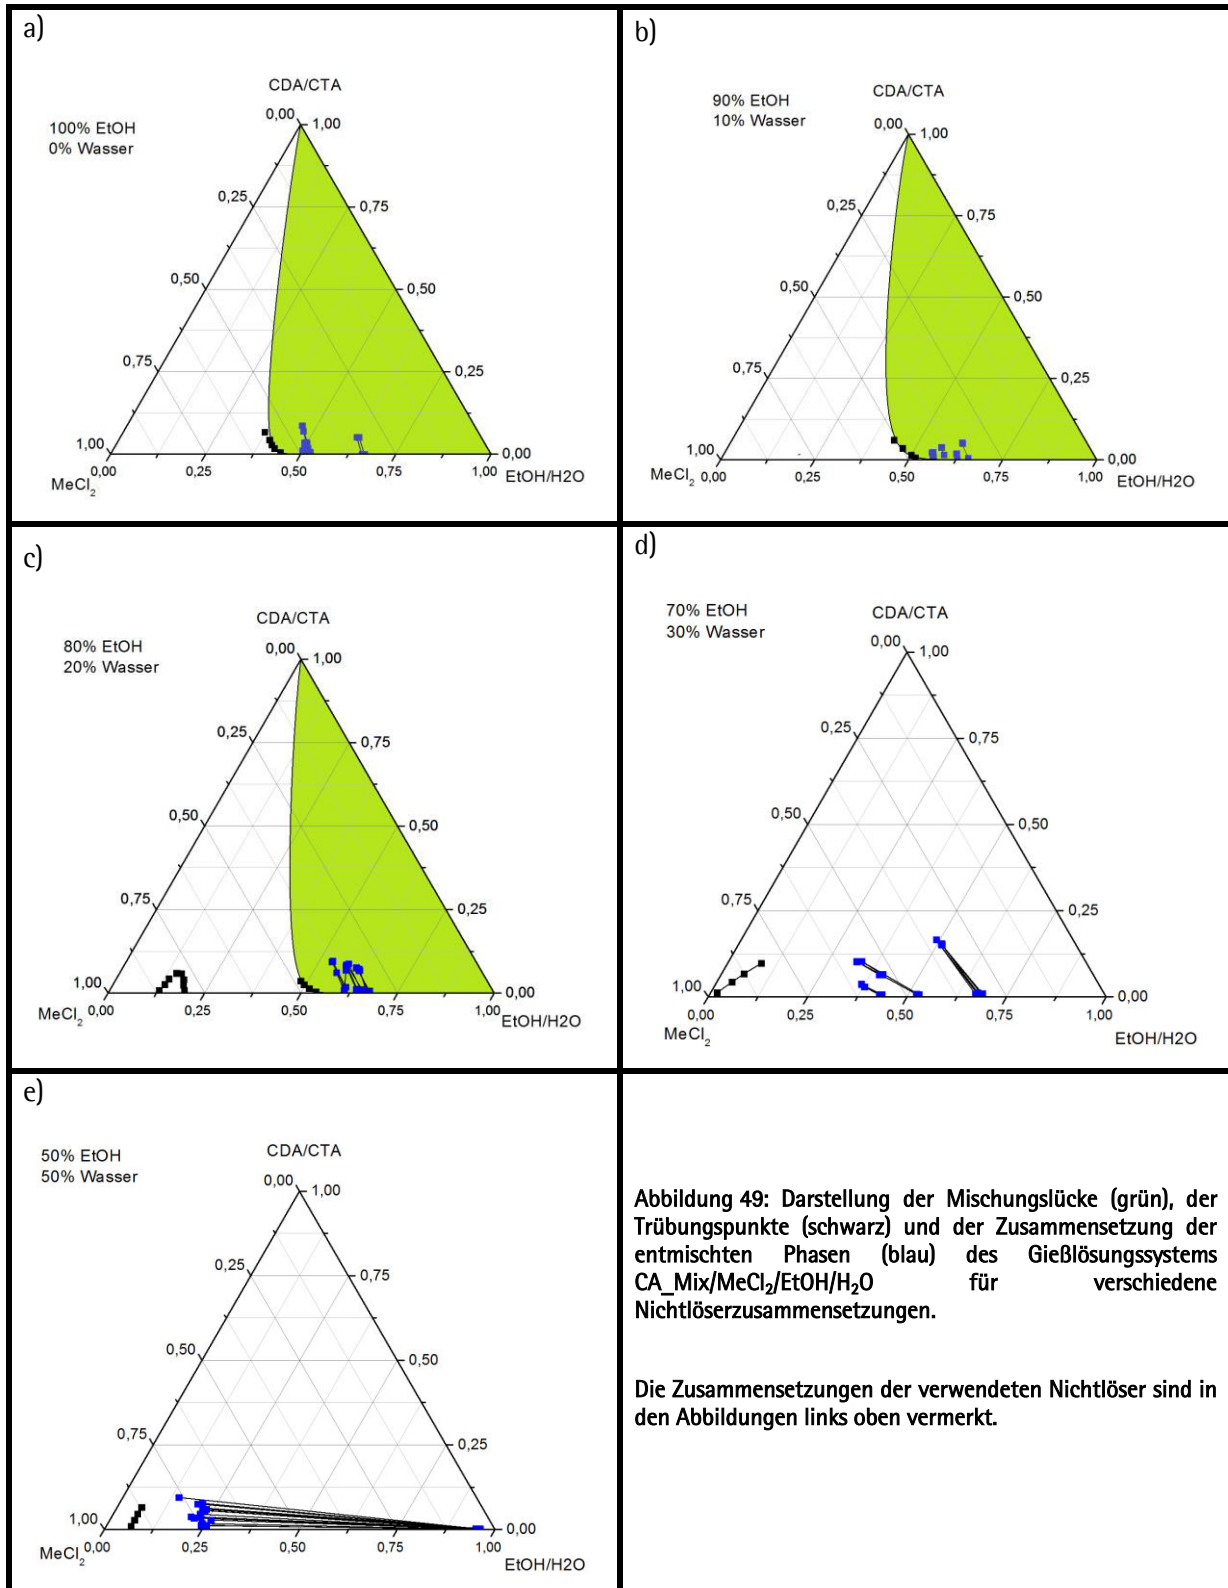 a)
CDA/CTA
100% EtOH
0% Wasser
0,00
1,00
0,25
0,75
0,50
0,50
0,75
0,25
1,00
0,00
0,00
0,25
0,50
0,75
1,00
MeCl2
EtOH/H2O
b)
CDA/CTA
90% EtOH
10% Wasser
0,00
1,00
0,25
0,75
0,50
0,50
0,75
0,25
1,00
0,00
0,00
0,25
0,50
0,75
1,00
MeCl2
EtOH/H2O
c)
CDA/CTA
80% EtOH
20% Wasser
0,00
1,00
0,25
0,75
0,50
0,50
0,75
0,25
1,00
0,00
0,00
0,25
0,50
0,75
1,00
MeCl2
EtOH/H2O
d)
CDA/CTA
70% EtOH
30% Wasser
0,00
1,00
0,25
0,75
0,50
0,50
0,75
0,25
1,00
0,00
0,00
0,25
0,50
0,75
1,00
MeCl2
EtOH/H2O
e)
CDA/CTA
50% EtOH
50% Wasser
0,00
1,00
0,25
0,75
0,50
0,50
0,75
0,25
1,00
0,00
0,00
0,25
0,50
0,75
1,00
MeCl2
EtOH/H2O
Abbildung 49: Darstellung der Mischungslücke (grün), der
Trübungspunkte (schwarz) und der Zusammensetzung der
entmischten Phasen (blau) des Gießlösungssystems
CA_Mix/MeCl₂/EtOH/H₂O für verschiedene
Nichtlöserzusammensetzungen.
Die Zusammensetzungen der verwendeten Nichtlöser sind in
den Abbildungen links oben vermerkt.